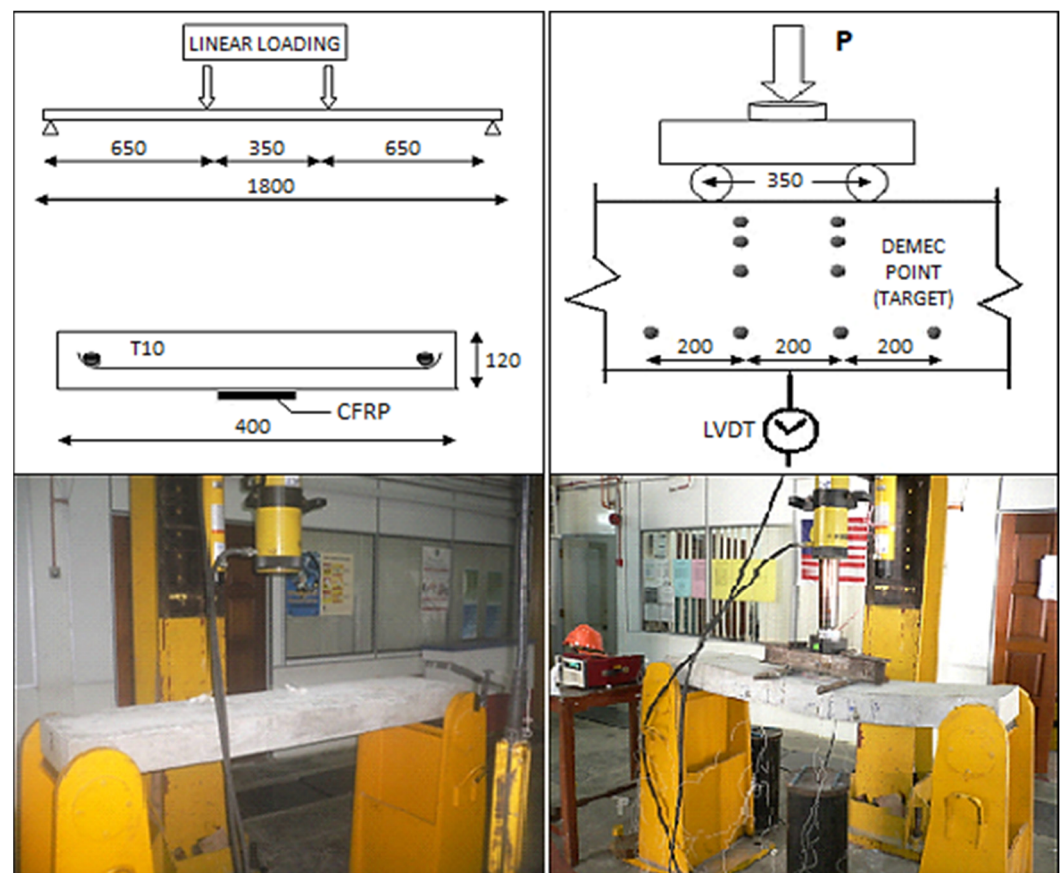 LINEAR LOADING
650 350 650
1800
T10
120
CFRP
400
P
350
DEMEC
POINT
(TARGET)
200 200 200
LVDT